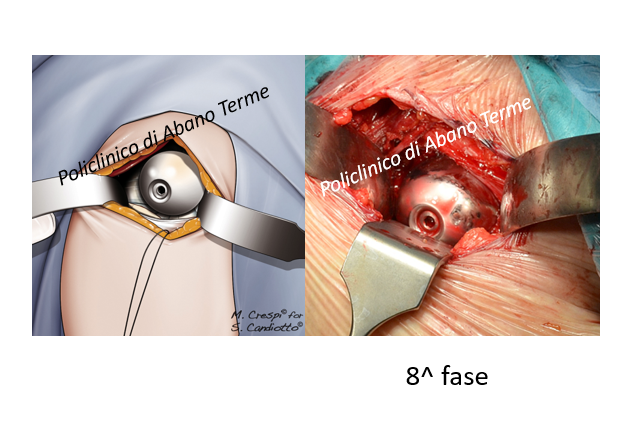 Policlinico di Abano Terme
Policlinico di Abano Terme
M. Crespi© for
S. Candiotto©
8^ fase